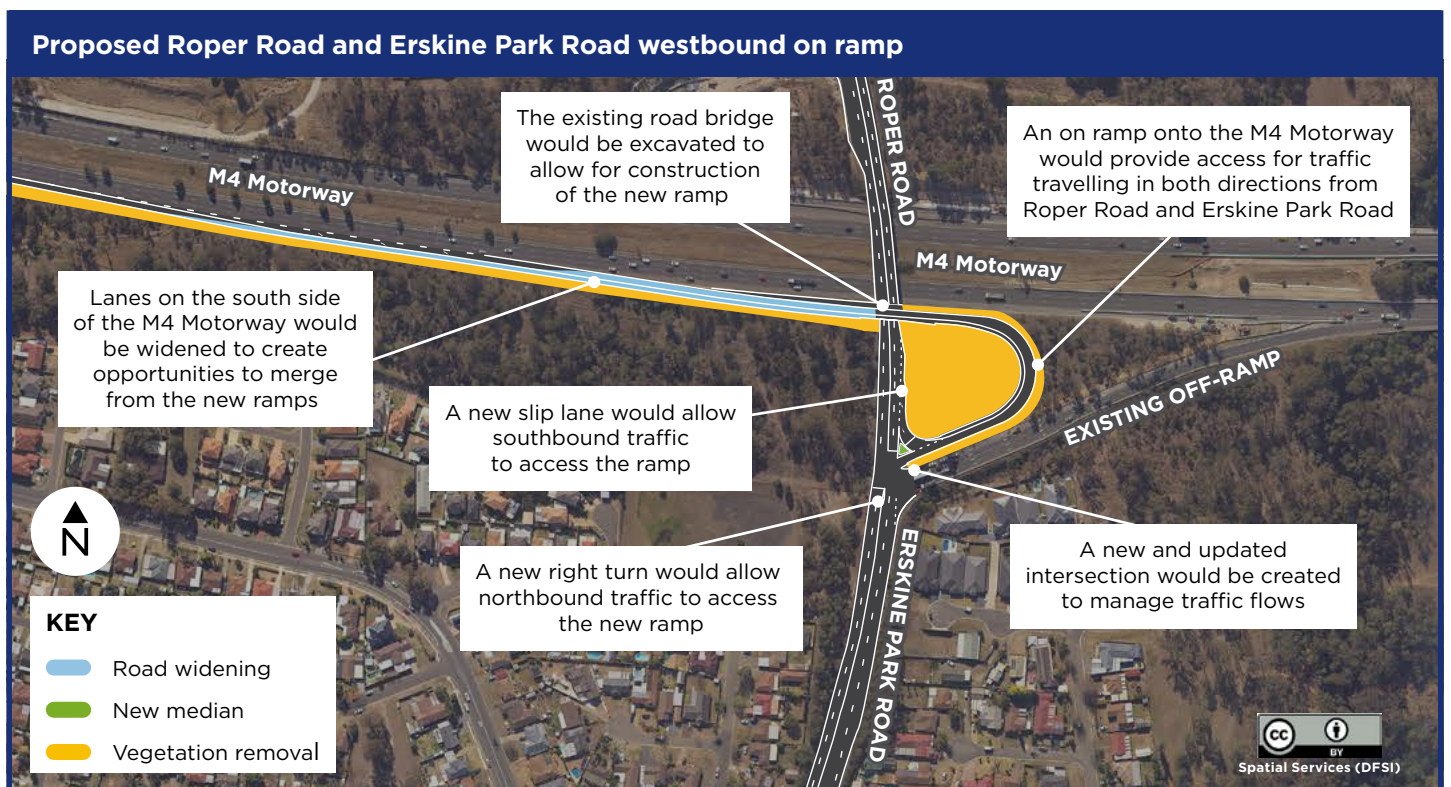 Proposed Roper Road and Erskine Park Road westbound on ramp
ROPER ROAD
The existing road bridge
would be excavated to
allow for construction
of the new ramp
An on ramp onto the M4 Motorway
would provide access for traffic
travelling in both directions from
Roper Road and Erskine Park Road
M4 Motorway
M4 Motorway
Lanes on the south side
of the M4 Motorway would
be widened to create
opportunities to merge
from the new ramps
A new slip lane would allow
southbound traffic
to access the ramp
EXISTING OFF-RAMP
N
A new right turn would allow
northbound traffic to access
the new ramp
ERSKINE PARK ROAD
A new and updated
intersection would be created
to manage traffic flows
KEY
Road widening
New median
Vegetation removal
cc
BY
Spatial Services (DFSI)